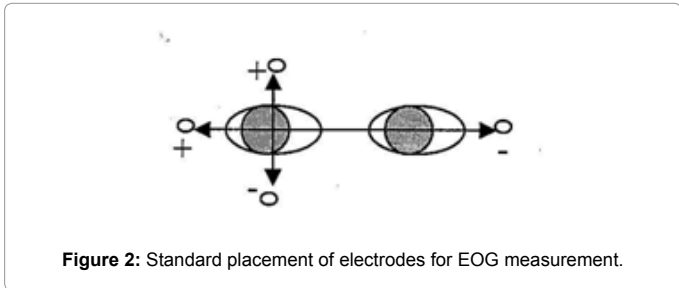 +O
O
+
O
-
-O
Figure 2: Standard placement of electrodes for EOG measurement.